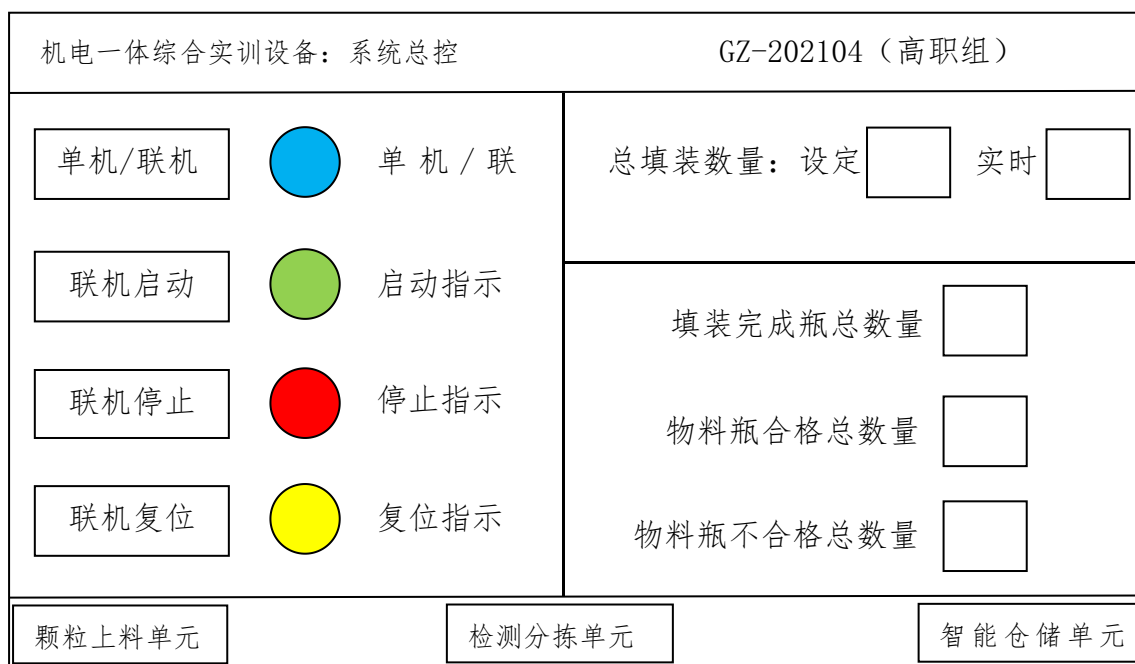 机电一体综合实训设备：系统总控
GZ-202104（高职组）
单机/联机
单机/联
联机启动
启动指示
联机停止
停止指示
联机复位
复位指示
总填装数量：设定
实时
填装完成瓶总数量
物料瓶合格总数量
物料瓶不合格总数量
颗粒上料单元
检测分拣单元
智能仓储单元